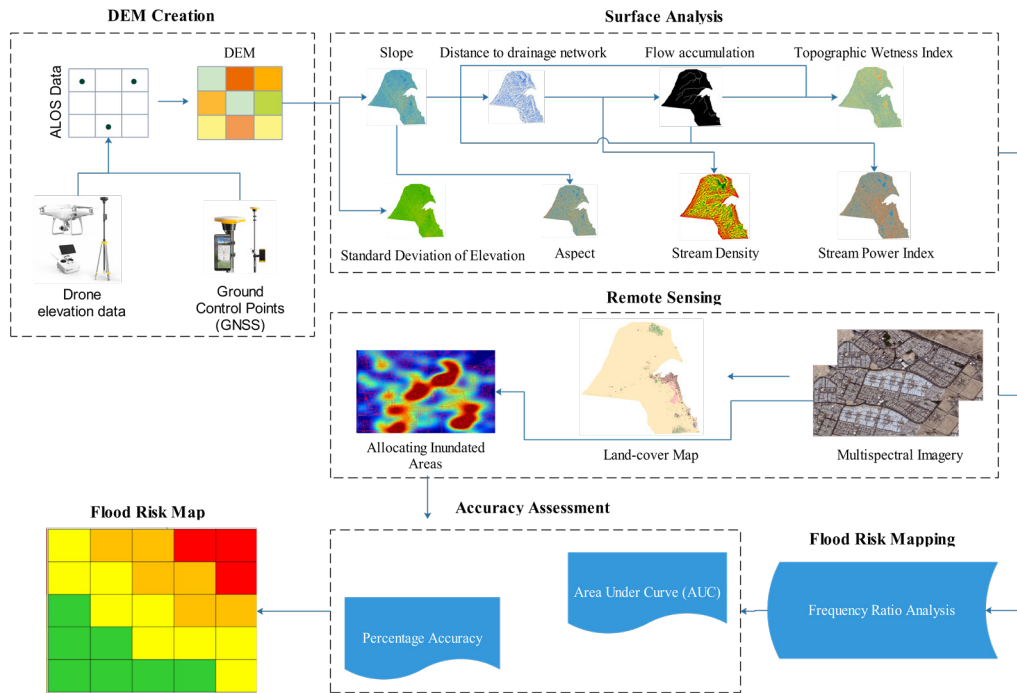 DEM Creation
DEM
ALOS Data
Drone
elevation data
Ground
Control Points
(GNSS)
Surface Analysis
Slope
Distance to drainage network
Flow accumulation
Topographic Wetness Index
Standard Deviation of Elevation
Aspect
Stream Density
Stream Power Index
Remote Sensing
Allocating Inundated
Areas
Land-cover Map
Multispectral Imagery
Flood Risk Map
Accuracy Assessment
Percentage Accuracy
Area Under Curve (AUC)
Flood Risk Mapping
Frequency Ratio Analysis